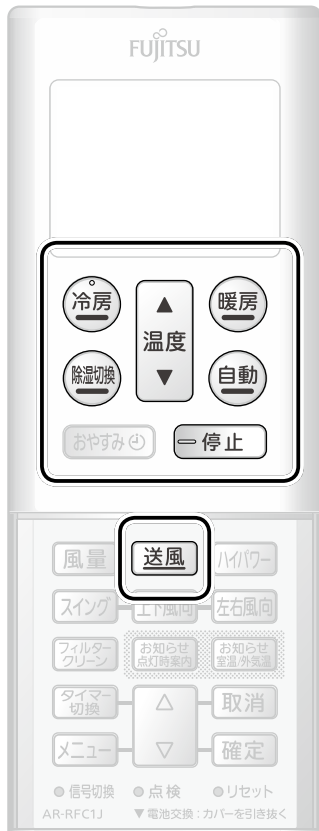 FUJITSU
冷房 ▲ 暖房
温度
除湿切換 ▼ 自動
おやすみ 停止
風量 送風 ハイパワー
スイング 上下風向 左右風向
フィルター お知らせ お知らせ
クリーン 点灯時案内 室温/外気温
タイマー △ 取消
切換
メニュー ▽ 確定
信号切換 点検 リセット
AR-RFC1J ▼電池交換：カバーを引き抜く